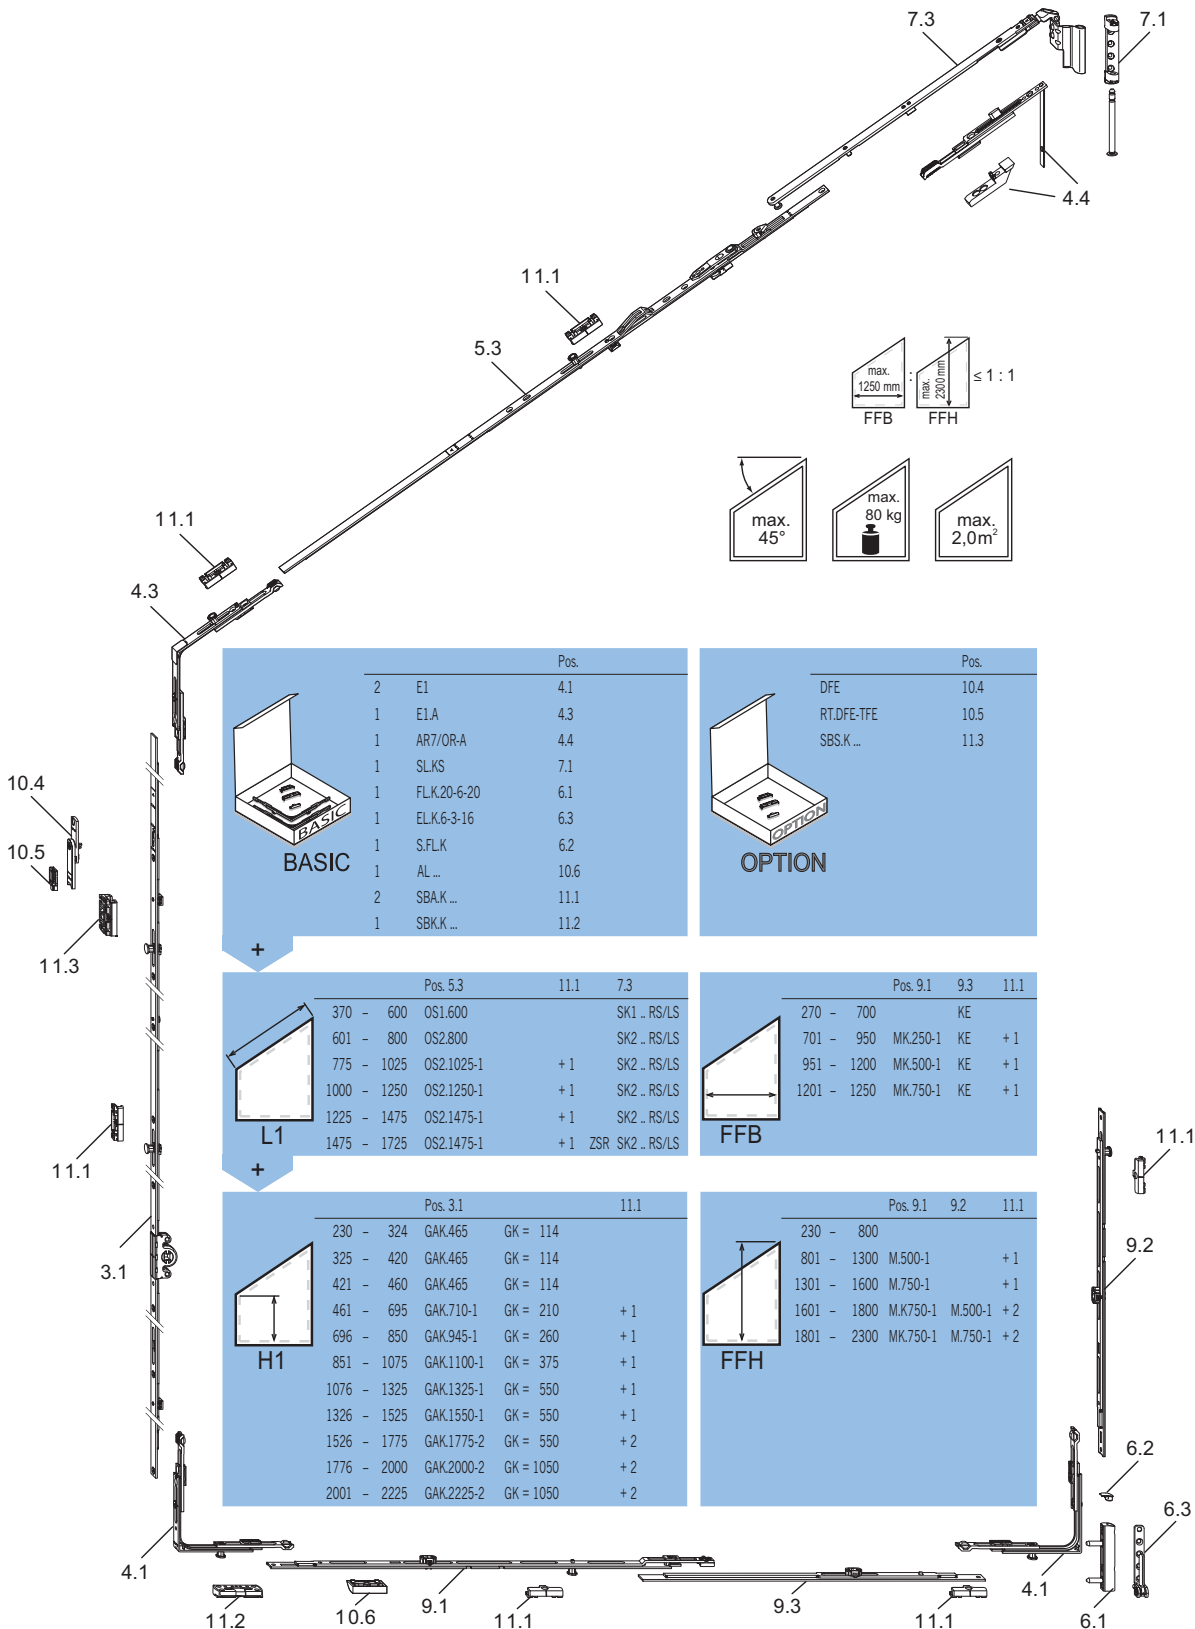 7.3
7.1
4.4
11.1
5.3
max.
1250 mm
:
max.
2300 mm
≤ 1 : 1
FFB
FFH
max.
45°
max.
80 kg
max.
2,0m²
11.1
4.3
Pos.
2 E1 4.1
1 E1.A 4.3
1 AR7/OR-A 4.4
1 SL.KS 7.1
1 FL.K.20-6-20 6.1
1 EL.K.6-3-16 6.3
1 S.FL.K 6.2
1 AL ... 10.6
2 SBA.K ... 11.1
1 SBK.K ... 11.2
BASIC
BASIC
Pos.
DFE 10.4
RT.DFE-TFE 10.5
SBS.K ... 11.3
OPTION
OPTION
10.4
10.5
11.3
+
Pos. 5.3 11.1 7.3
370 – 600 OS1.600 SK1 .. RS/LS
601 – 800 OS2.800 SK2 .. RS/LS
775 – 1025 OS2.1025-1 + 1 SK2 .. RS/LS
1000 – 1250 OS2.1250-1 + 1 SK2 .. RS/LS
1225 – 1475 OS2.1475-1 + 1 SK2 .. RS/LS
1475 – 1725 OS2.1475-1 + 1 ZSR SK2 .. RS/LS
L1
Pos. 9.1 9.3 11.1
270 – 700 KE
701 – 950 MK.250-1 KE + 1
951 – 1200 MK.500-1 KE + 1
1201 – 1250 MK.750-1 KE + 1
FFB
11.1
11.1
+
Pos. 3.1 11.1
230 – 324 GAK.465 GK = 114
325 – 420 GAK.465 GK = 114
421 – 460 GAK.465 GK = 114
461 – 695 GAK.710-1 GK = 210 + 1
696 – 850 GAK.945-1 GK = 260 + 1
851 – 1075 GAK.1100-1 GK = 375 + 1
1076 – 1325 GAK.1325-1 GK = 550 + 1
1326 – 1525 GAK.1550-1 GK = 550 + 1
1526 – 1775 GAK.1775-2 GK = 550 + 2
1776 – 2000 GAK.2000-2 GK = 1050 + 2
2001 – 2225 GAK.2225-2 GK = 1050 + 2
H1
Pos. 9.1 9.2 11.1
230 – 800
801 – 1300 M.500-1 + 1
1301 – 1600 M.750-1 + 1
1601 – 1800 M.K750-1 M.500-1 + 2
1801 – 2300 MK.750-1 M.750-1 + 2
FFH
3.1
9.2
6.2
6.3
4.1
11.2
10.6
9.1
11.1
9.3
11.1
4.1
6.1